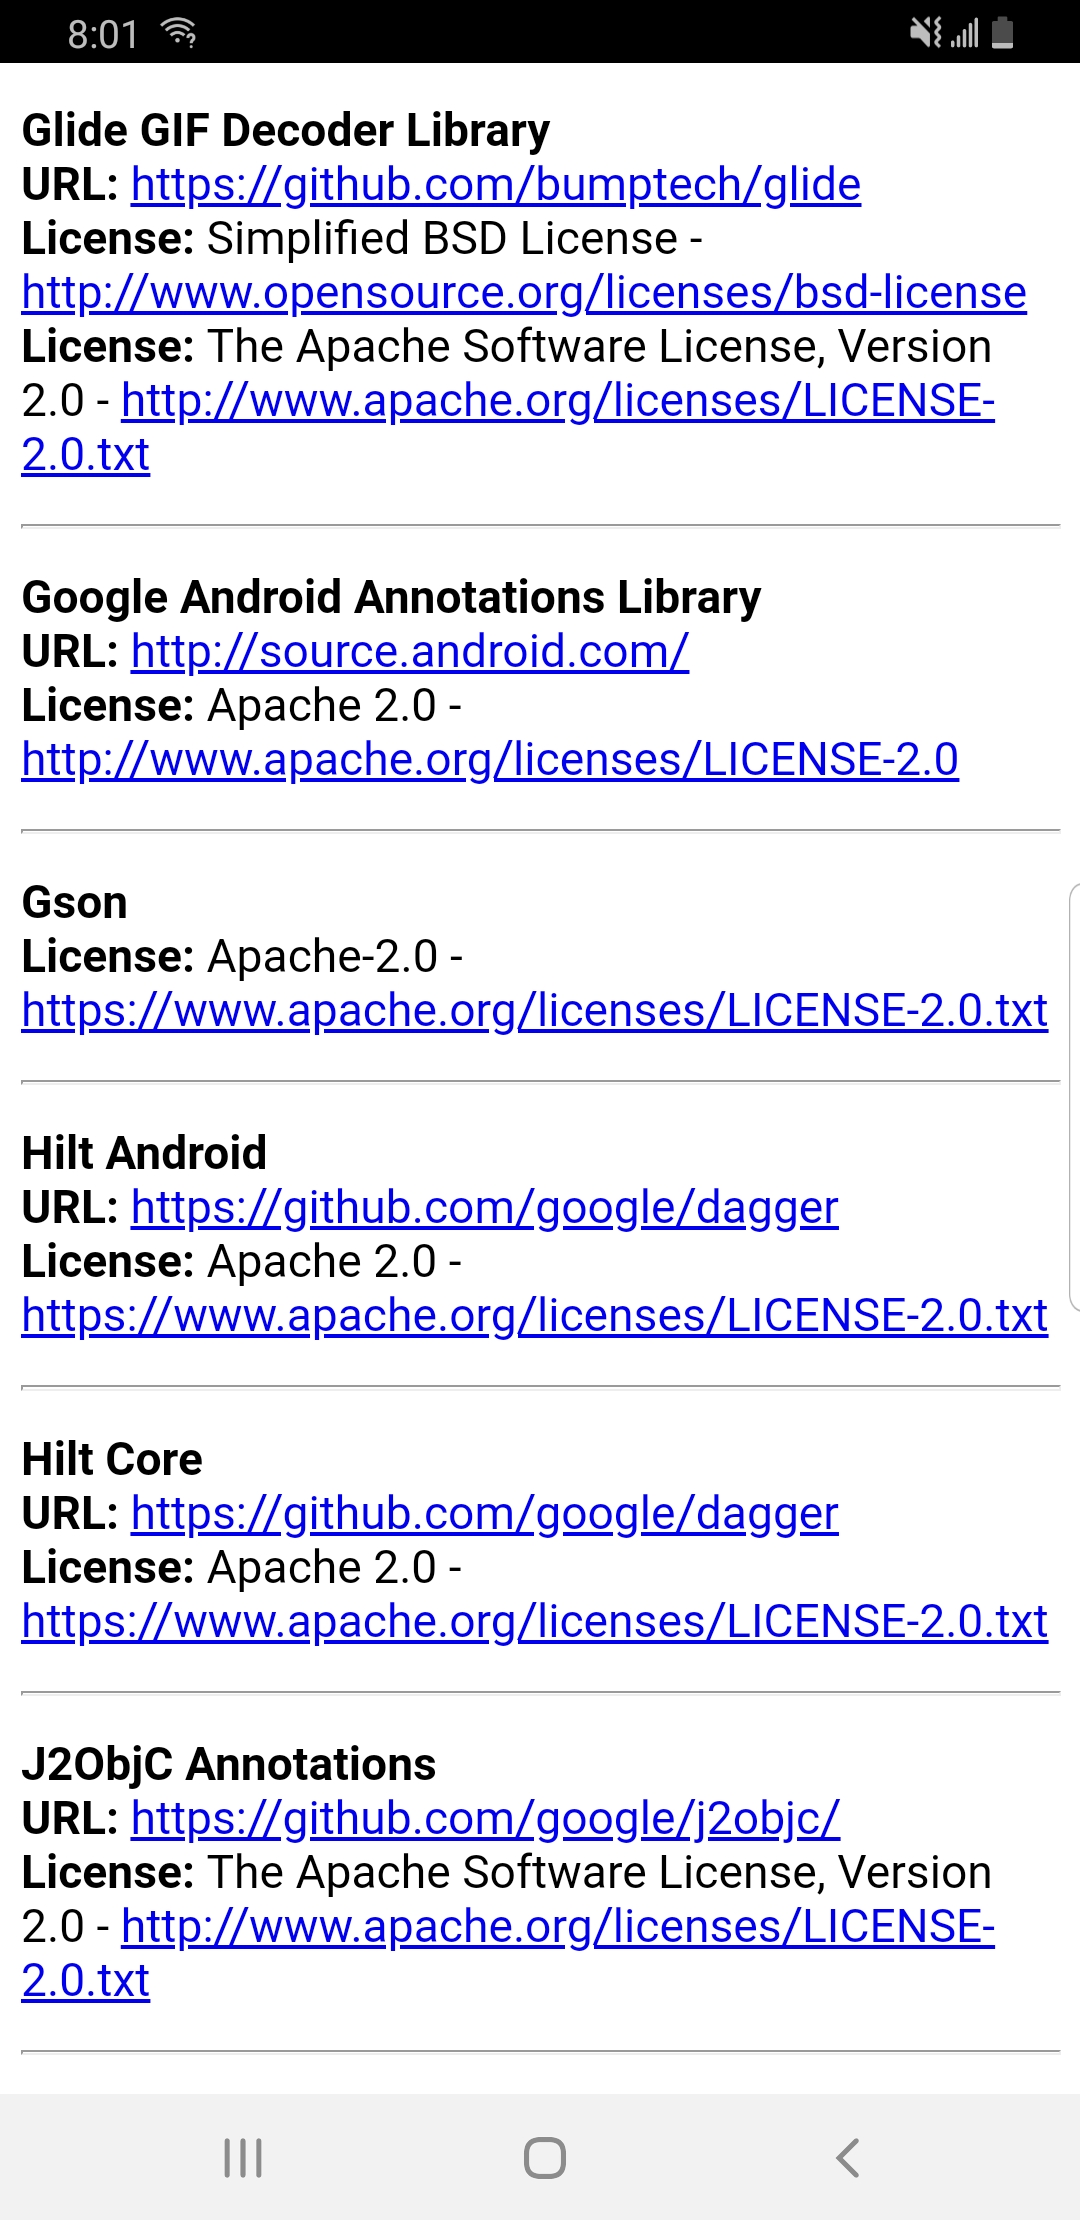 8:01
Glide GIF Decoder Library
URL: https://github.com/bumptech/glide
License: Simplified BSD License -
http://www.opensource.org/licenses/bsd-license
License: The Apache Software License, Version
2.0 - http://www.apache.org/licenses/LICENSE-
2.0.txt
Google Android Annotations Library
URL: http://source.android.com/
License: Apache 2.0 -
http://www.apache.org/licenses/LICENSE-2.0
Gson
License: Apache-2.0 -
https://www.apache.org/licenses/LICENSE-2.0.txt
Hilt Android
URL: https://github.com/google/dagger
License: Apache 2.0 -
https://www.apache.org/licenses/LICENSE-2.0.txt
Hilt Core
URL: https://github.com/google/dagger
License: Apache 2.0 -
https://www.apache.org/licenses/LICENSE-2.0.txt
J2ObjC Annotations
URL: https://github.com/google/j2objc/
License: The Apache Software License, Version
2.0 - http://www.apache.org/licenses/LICENSE-
2.0.txt